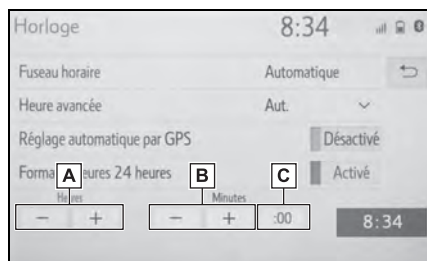 Horloge 8:34
Fuseau horaire Automatique
Heure avancée Aut.
Réglage automatique par GPS Désactivé
Forma eures 24 heures Activé
A B C
Minutes
− + − + :00 8:34